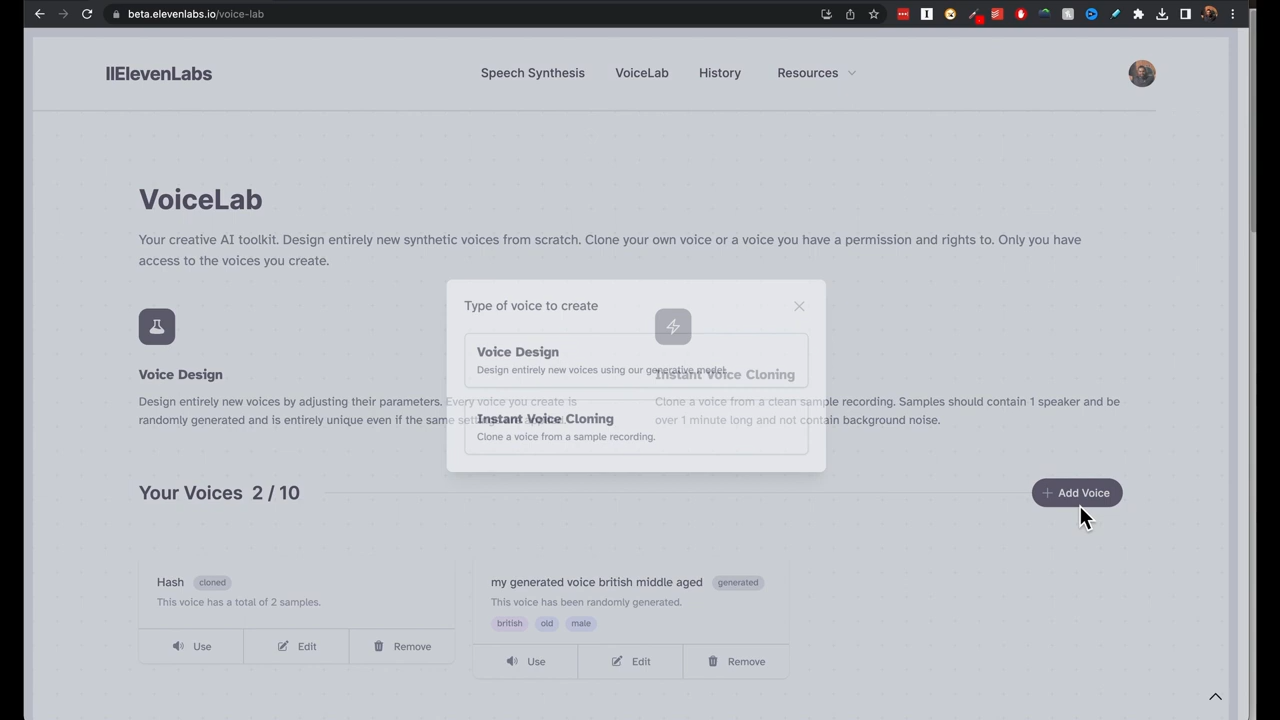 beta.elevenlabs.io/voice-lab
IIElevenLabs
Speech Synthesis
VoiceLab
History
Resources
VoiceLab
Your creative AI toolkit. Design entirely new synthetic voices from scratch. Clone your own voice or a voice you have a permission and rights to. Only you have
access to the voices you create.
Type of voice to create
Voice Design
Design entirely new voices using our generative model.
Instant Voice Cloning
Clone a voice from a sample recording.
Voice Design
Design entirely new voices by adjusting their parameters. Every voice you create is
randomly generated and is entirely unique even if the same settings are applied.
Instant Voice Cloning
Clone a voice from a clean sample recording. Samples should contain 1 speaker and be
over 1 minute long and not contain background noise.
Your Voices 2 / 10
Add Voice
Hash cloned
This voice has a total of 2 samples.
Use
Edit
Remove
my generated voice british middle aged generated
This voice has been randomly generated.
british old male
Use
Edit
Remove